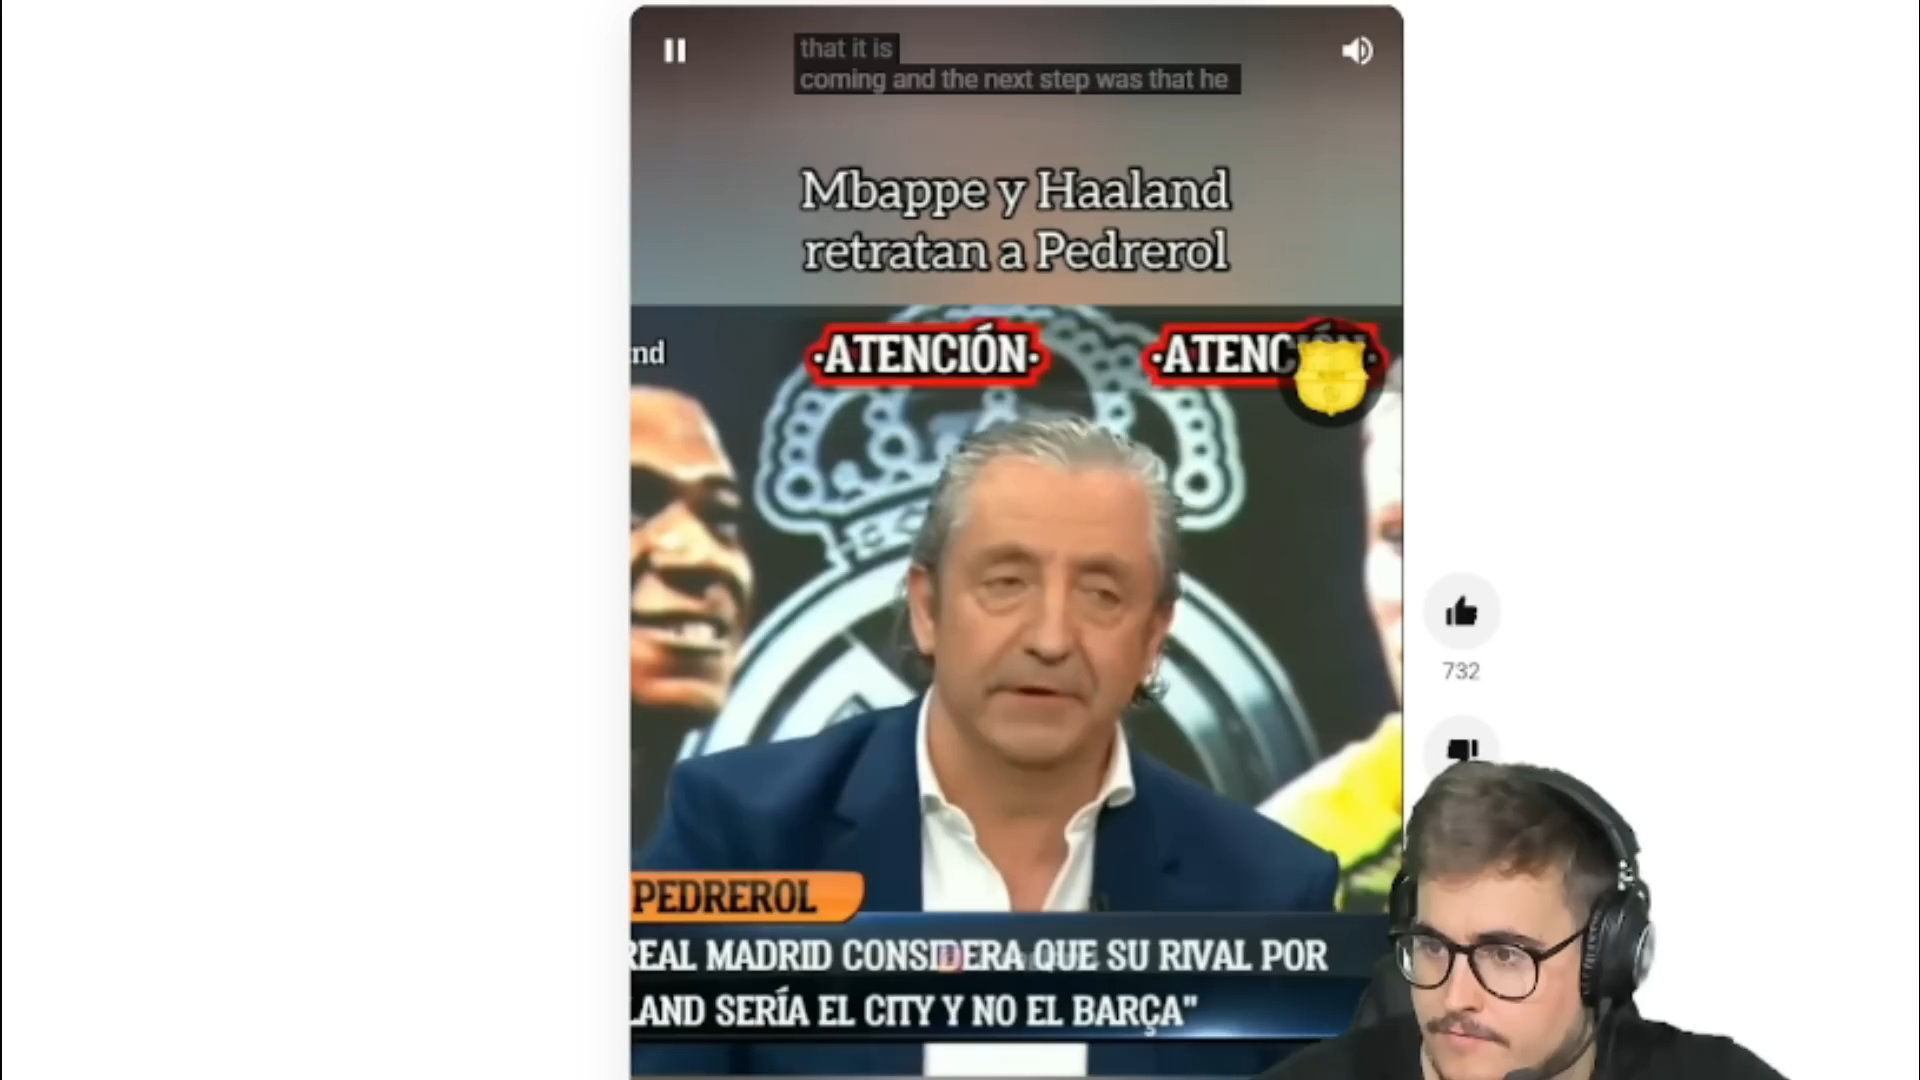 that it is
coming and the next step was that he
Mbappe y Haaland
retratan a Pedrerol
nd
·ATENCIÓN·
·ATENC
PEDREROL
REAL MADRID CONSIDERA QUE SU RIVAL POR
LAND SERÍA EL CITY Y NO EL BARÇA"
732